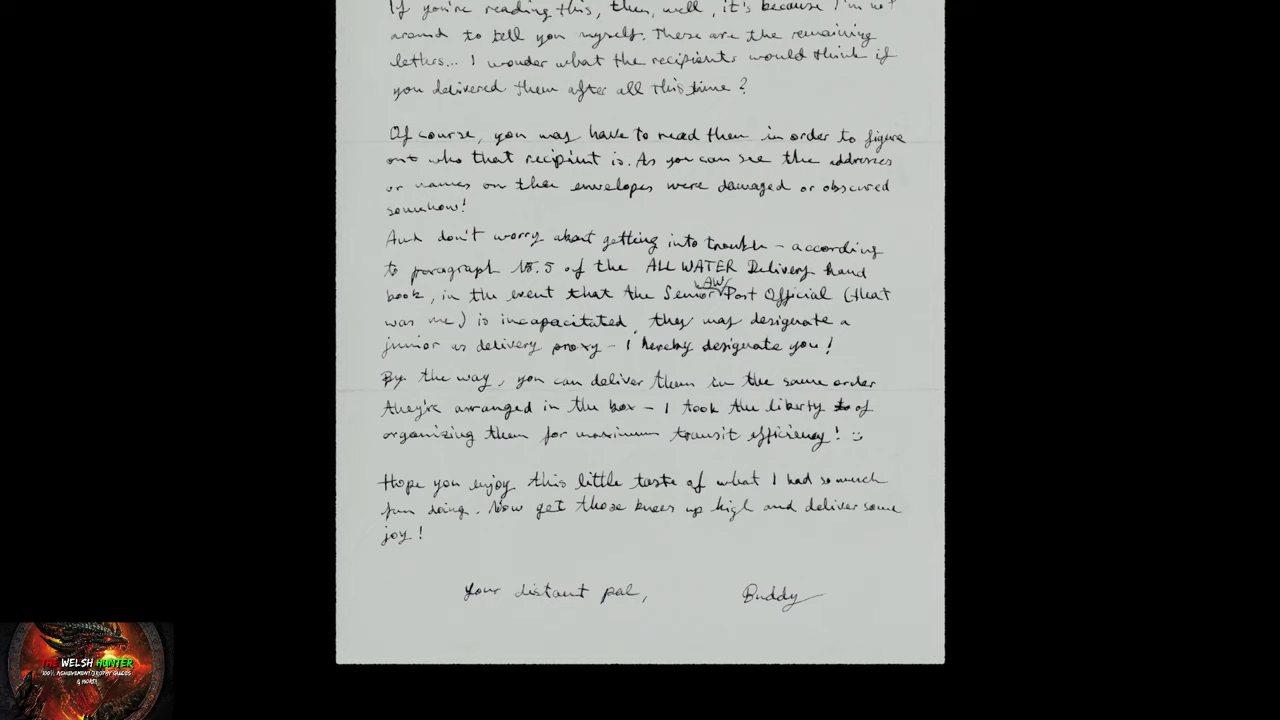 If you're reading this, then, well, it's because I'm not
around to tell you myself. These are the remaining
letters... I wonder what the recipients would think if
you delivered them after all this time?
Of course, you may have to read them in order to figure
out who that recipient is. As you can see the addresses
or names on the envelopes were damaged or obscured
somehow!
And don't worry about getting into trouble - according
to paragraph 15.5 of the ALL WATER Delivery hand
book, in the event that the Senior AW Post Official (that
was me) is incapacitated, they may designate a
junior as delivery proxy - I hereby designate you!
By the way, you can deliver them in the same order
they're arranged in the box - I took the liberty of
organizing them for maximum transit efficiency! :)
Hope you enjoy this little taste of what I had so much
fun doing. Now get those knees up high and deliver some
joy!
Your distant pal, Buddy
THE WELSH HUNTER
100% ACHIEVEMENT/TROPHY GUIDES
& MORE!